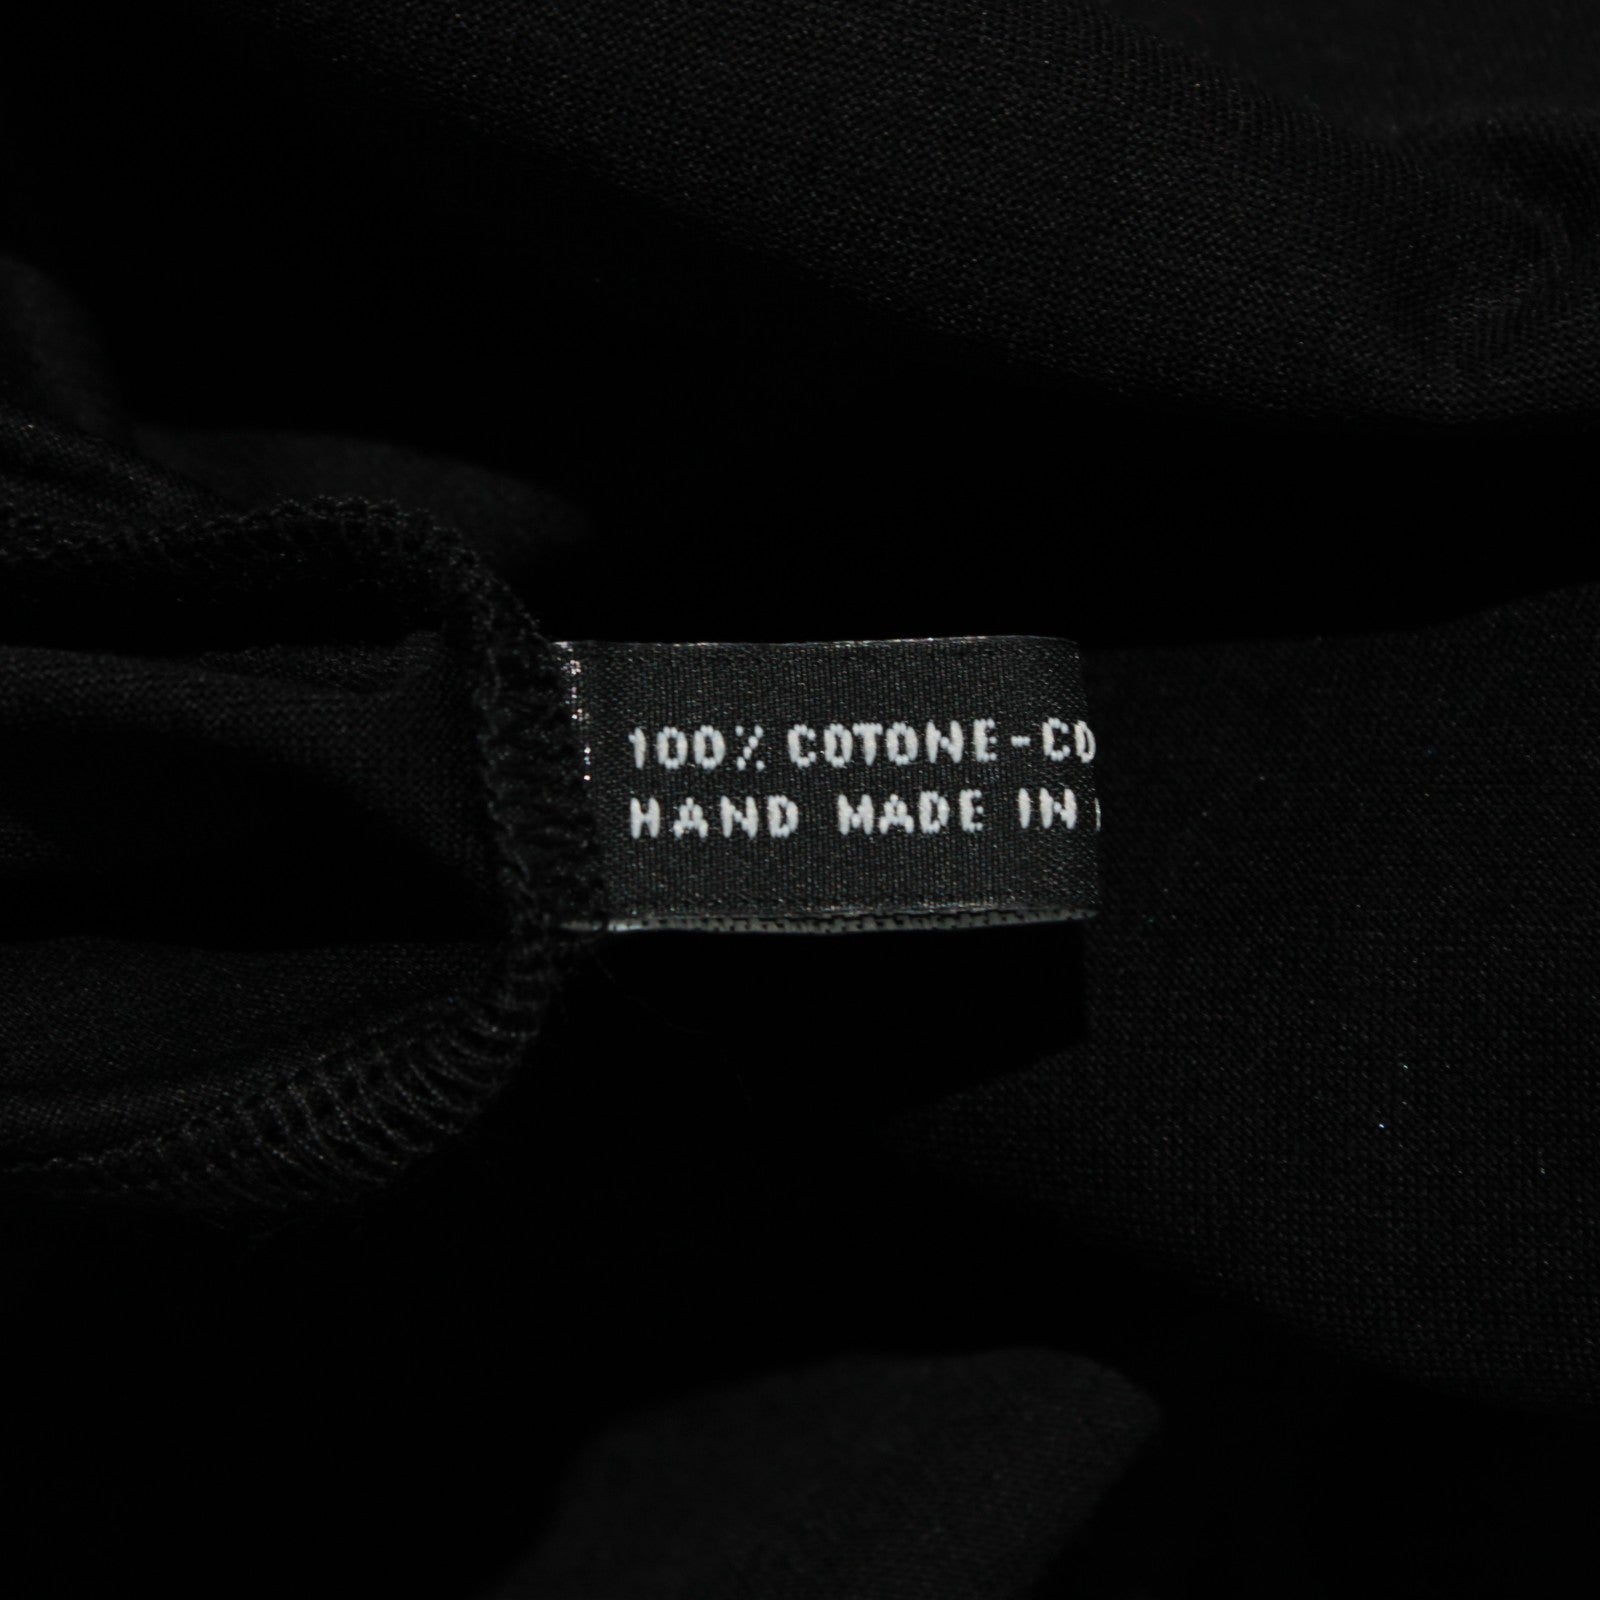 100% COTONE-CO
HAND MADE IN